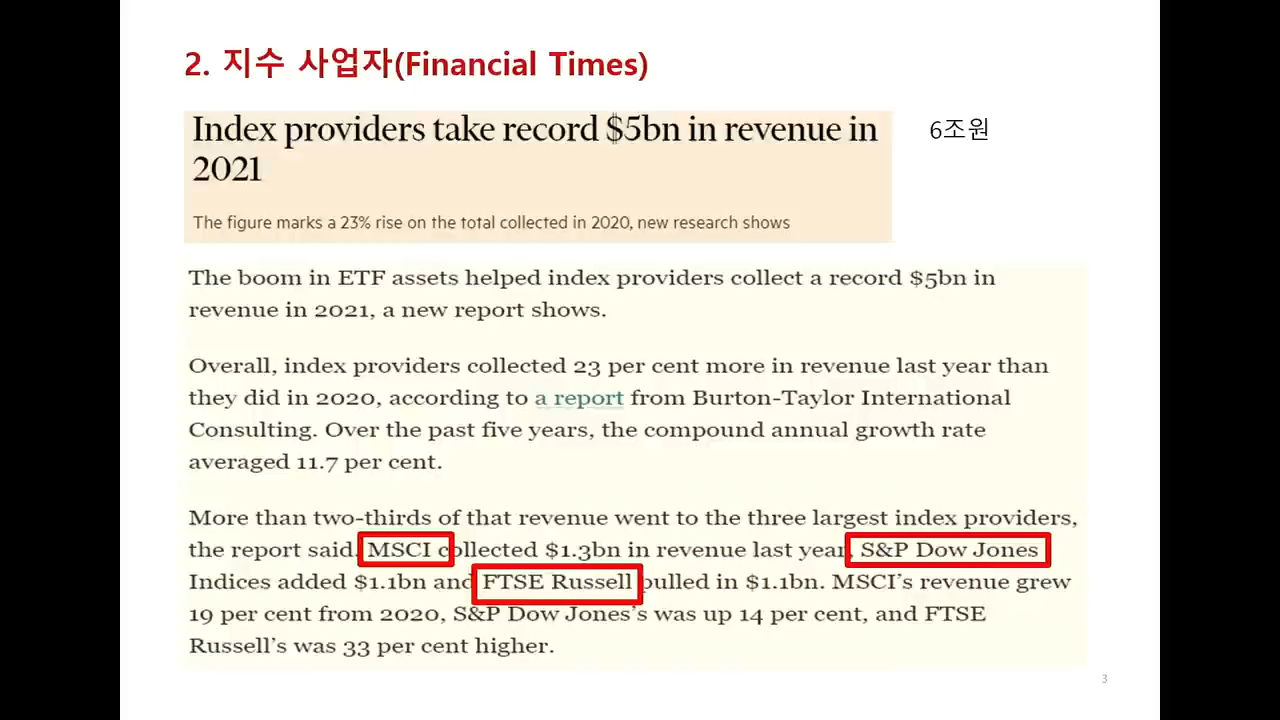 2. 지수 사업자(Financial Times)
Index providers take record $5bn in revenue in
2021
6조원
The figure marks a 23% rise on the total collected in 2020, new research shows
The boom in ETF assets helped index providers collect a record $5bn in
revenue in 2021, a new report shows.
Overall, index providers collected 23 per cent more in revenue last year than
they did in 2020, according to a report from Burton-Taylor International
Consulting. Over the past five years, the compound annual growth rate
averaged 11.7 per cent.
More than two-thirds of that revenue went to the three largest index providers,
the report said. MSCI collected $1.3bn in revenue last year, S&P Dow Jones
Indices added $1.1bn and FTSE Russell pulled in $1.1bn. MSCI’s revenue grew
19 per cent from 2020, S&P Dow Jones’s was up 14 per cent, and FTSE
Russell’s was 33 per cent higher.
3